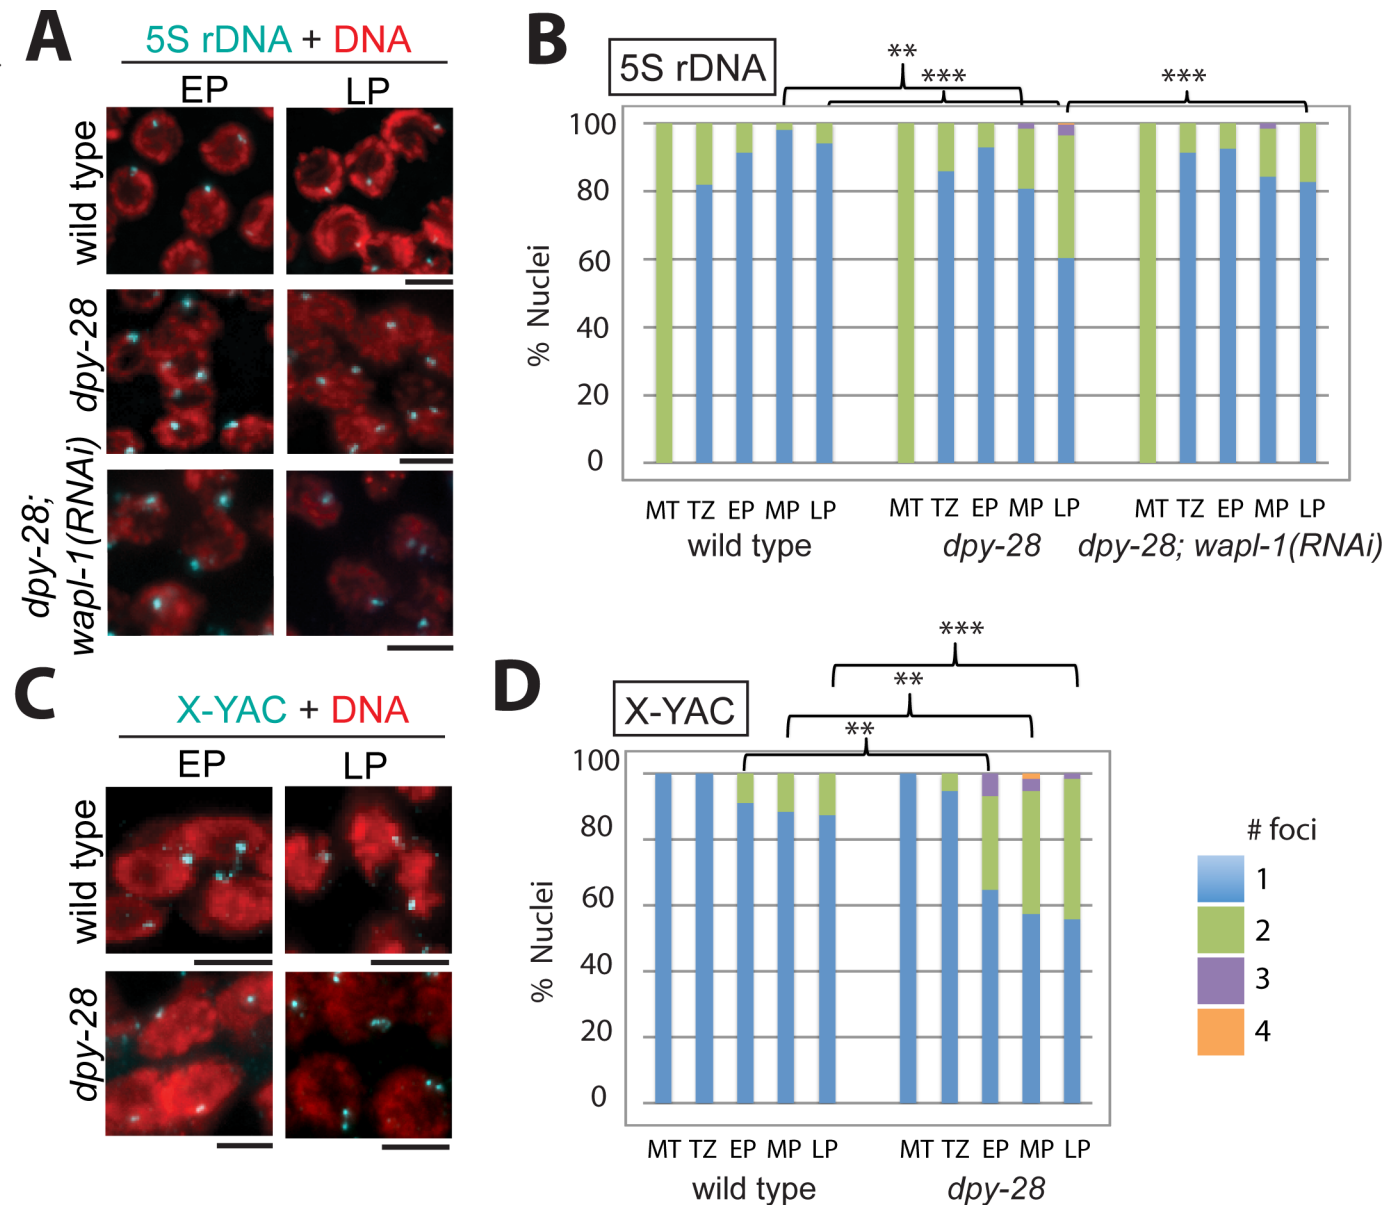 A
5S rDNA + DNA
EP LP
wild type
dpy-28
dpy-28;
wapl-1(RNAi)
B
5S rDNA
**
***
***
% Nuclei
100
80
60
40
20
0
MT TZ EP MP LP MT TZ EP MP LP MT TZ EP MP LP
wild type dpy-28 dpy-28; wapl-1(RNAi)
C
X-YAC + DNA
EP LP
wild type
dpy-28
D
X-YAC
***
**
**
% Nuclei
100
80
60
40
20
0
MT TZ EP MP LP MT TZ EP MP LP
wild type dpy-28
# foci
1
2
3
4